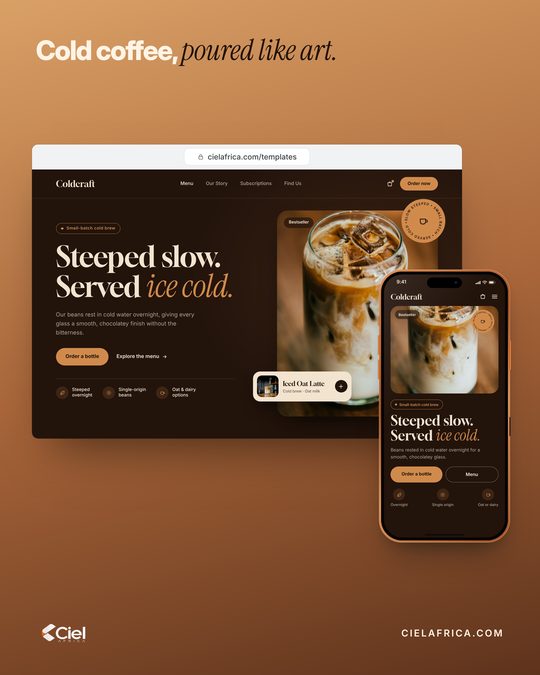 Cold coffee, poured like art.
cielafrica.com/templates
Coldcraft
Menu
Our Story
Subscriptions
Find Us
Order now
Small-batch cold brew
Steeped slow.
Served ice cold.
Our beans rest in cold water overnight, giving every
glass a smooth, chocolatey finish without the
bitterness.
Order a bottle
Explore the menu →
Steeped
overnight
Single-origin
beans
Oat & dairy
options
Bestseller
Iced Oat Latte
Cold brew · Oat milk
9:41
Coldcraft
Bestseller
Small-batch cold brew
Steeped slow.
Served ice cold.
Beans rested in cold water overnight for a
smooth, chocolatey glass.
Order a bottle
Menu
Overnight
Single origin
Oat or dairy
Ciel
AFRICA
CIELAFRICA.COM